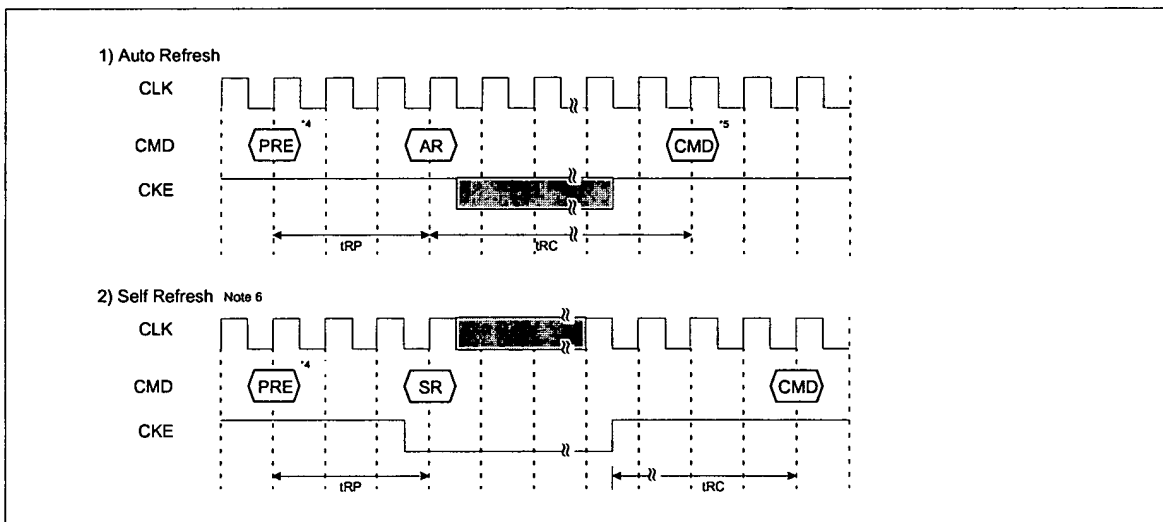 1) Auto Refresh
CLK
CMD PRE *4 AR CMD *5
CKE
tRP tRC
2) Self Refresh Note 6
CLK
CMD PRE *4 SR CMD
CKE
tRP tRC